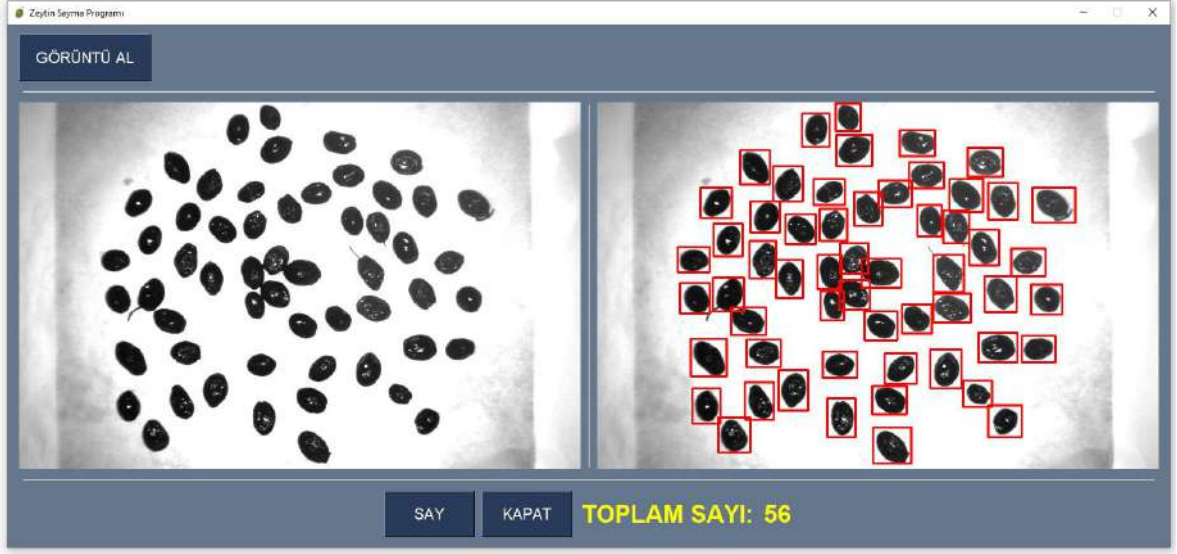 Zeytin Sayma Programı
GÖRÜNTÜ AL
SAY
KAPAT
TOPLAM SAYI: 56